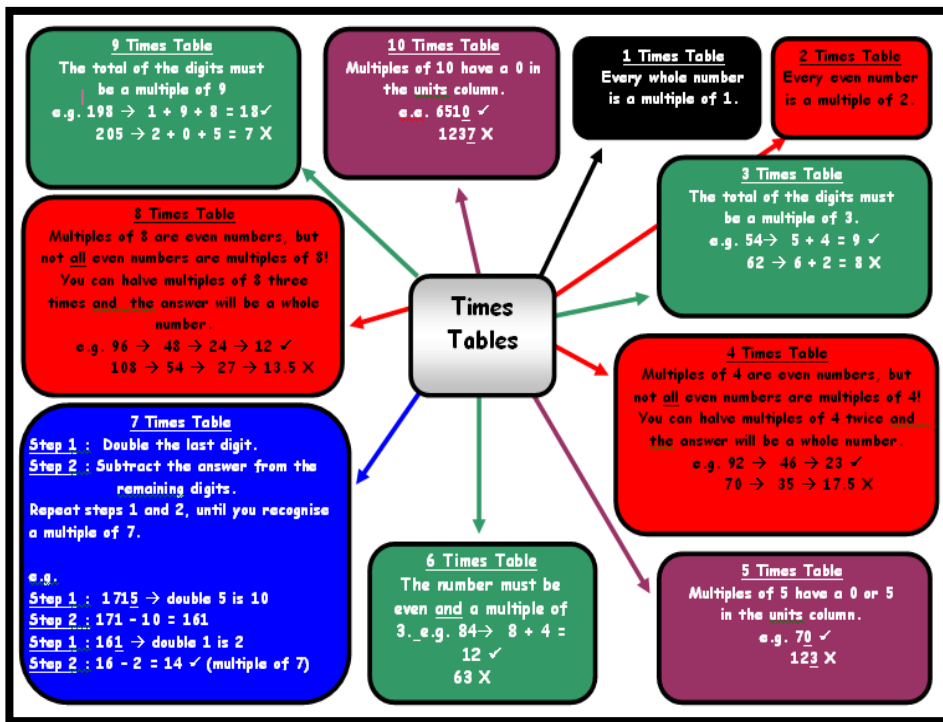 9 Times Table
The total of the digits must
be a multiple of 9
e.g. 198 → 1 + 9 + 8 = 18✓
205 → 2 + 0 + 5 = 7 X
10 Times Table
Multiples of 10 have a 0 in
the units column.
e.e. 6510 ✓
1237 X
1 Times Table
Every whole number
is a multiple of 1.
2 Times Table
Every even number
is a multiple of 2.
3 Times Table
The total of the digits must
be a multiple of 3.
e.g. 54→ 5 + 4 = 9 ✓
62 → 6 + 2 = 8 X
8 Times Table
Multiples of 8 are even numbers, but
not all even numbers are multiples of 8!
You can halve multiples of 8 three
times and the answer will be a whole
number.
e.g. 96 → 48 → 24 → 12 ✓
108 → 54 → 27 → 13.5 X
Times
Tables
4 Times Table
Multiples of 4 are even numbers, but
not all even numbers are multiples of 4!
You can halve multiples of 4 twice and
the answer will be a whole number.
e.g. 92 → 46 → 23 ✓
70 → 35 → 17.5 X
7 Times Table
Step 1 : Double the last digit.
Step 2 : Subtract the answer from the
remaining digits.
Repeat steps 1 and 2, until you recognise
a multiple of 7.
e.g.
Step 1 : 1715 → double 5 is 10
Step 2 : 171 - 10 = 161
Step 1 : 161 → double 1 is 2
Step 2 : 16 - 2 = 14 ✓ (multiple of 7)
6 Times Table
The number must be
even and a multiple of
3. e.g. 84→ 8 + 4 =
12 ✓
63 X
5 Times Table
Multiples of 5 have a 0 or 5
in the units column.
e.g. 70 ✓
123 X